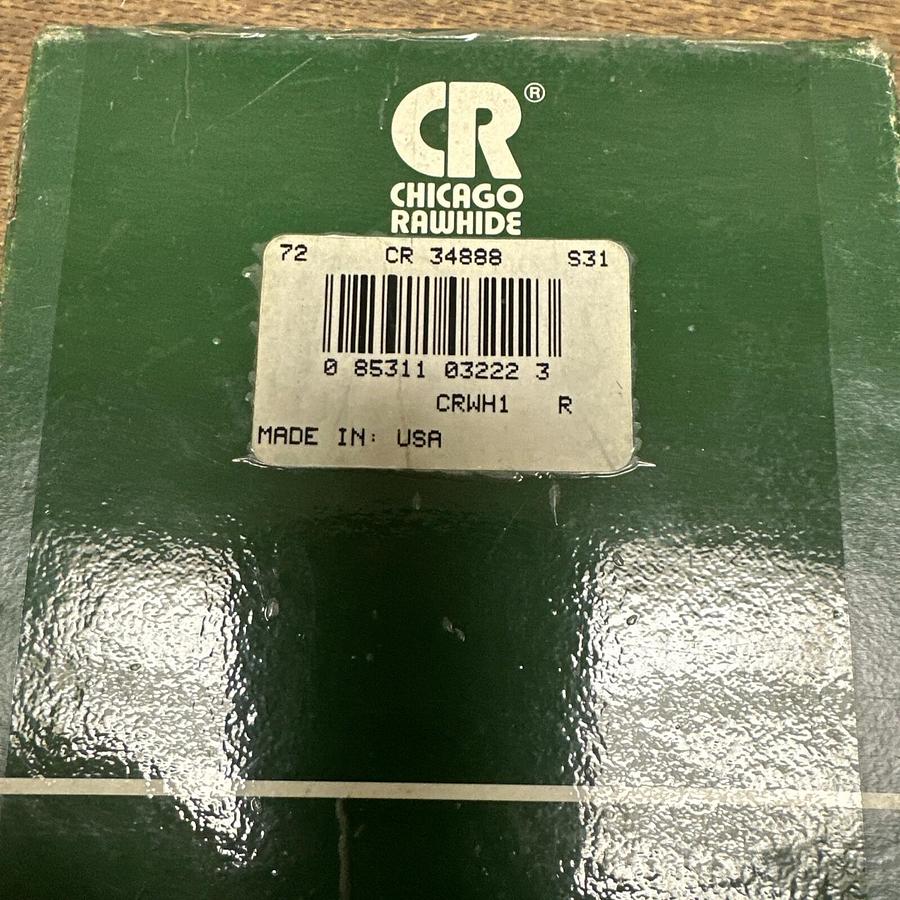 CR®
CHICAGO
RAWHIDE
72 CR 34888 S31
0 85311 03222 3
CRWH1 R
MADE IN: USA